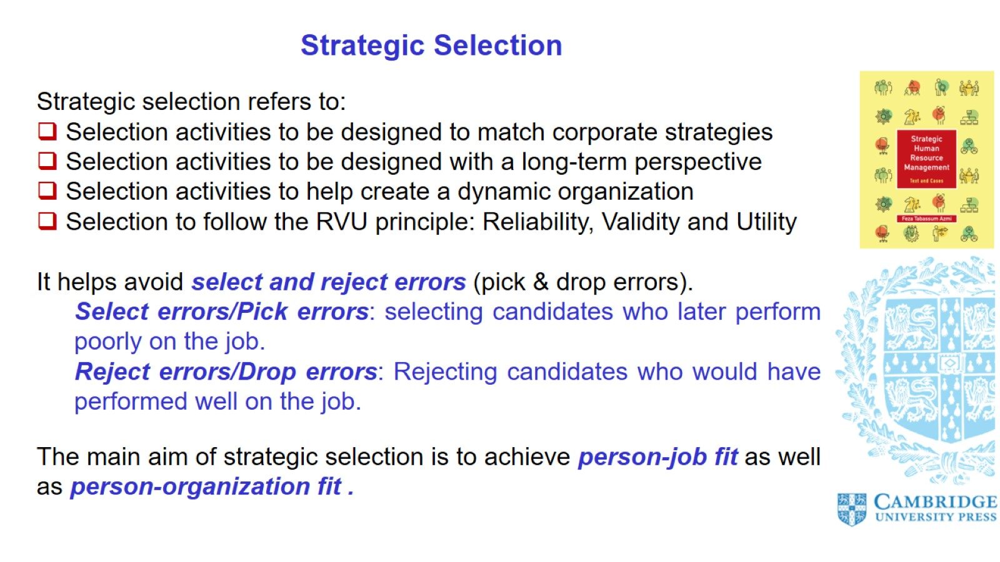 Strategic Selection
Strategic selection refers to:
❑ Selection activities to be designed to match corporate strategies
❑ Selection activities to be designed with a long-term perspective
❑ Selection activities to help create a dynamic organization
❑ Selection to follow the RVU principle: Reliability, Validity and Utility
It helps avoid select and reject errors (pick & drop errors).
Select errors/Pick errors: selecting candidates who later perform
poorly on the job.
Reject errors/Drop errors: Rejecting candidates who would have
performed well on the job.
The main aim of strategic selection is to achieve person-job fit as well
as person-organization fit .
Strategic
Human
Resource
Management
Text and Cases
Feza Tabassum Azmi
CAMBRIDGE
UNIVERSITY PRESS